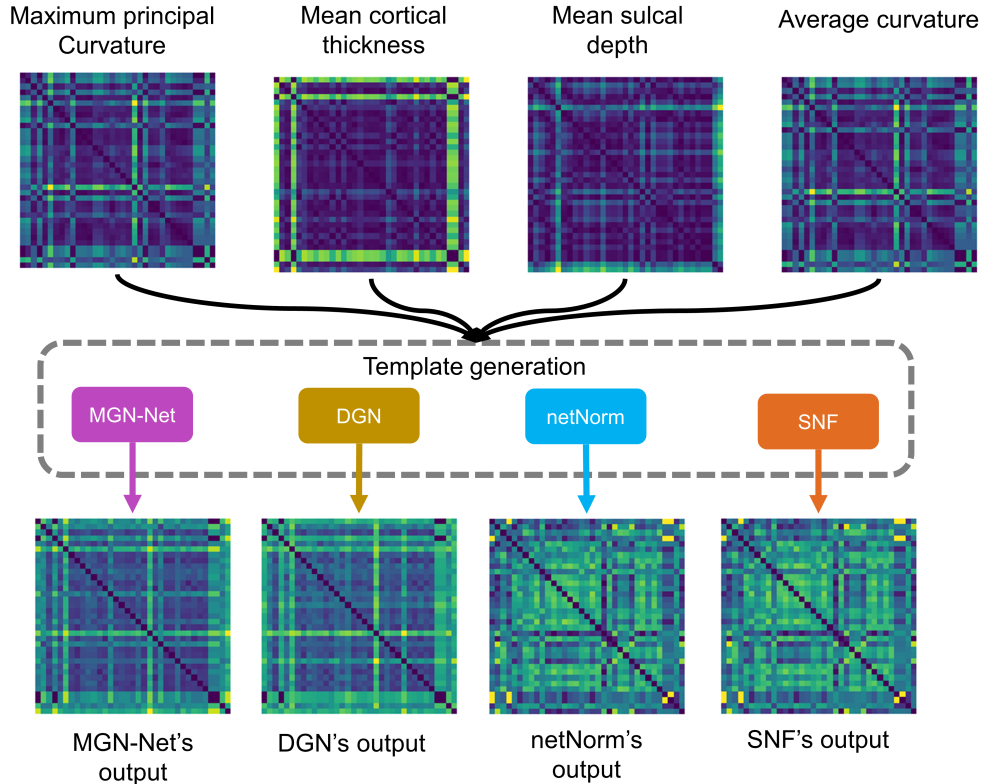 Maximum principal
Curvature
Mean cortical
thickness
Mean sulcal
depth
Average curvature
Template generation
MGN-Net
DGN
netNorm
SNF
MGN-Net's
output
DGN's output
netNorm's
output
SNF's output